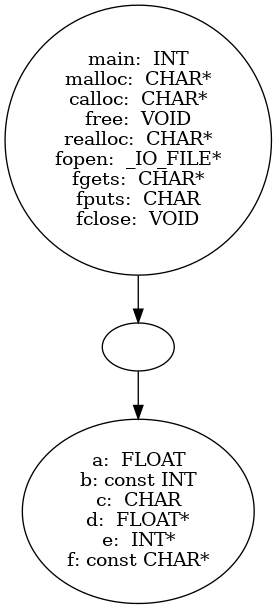 main: INT
malloc: CHAR*
calloc: CHAR*
free: VOID
realloc: CHAR*
fopen: _IO_FILE*
fgets: CHAR*
fputs: CHAR
fclose: VOID
a: FLOAT
b: const INT
c: CHAR
d: FLOAT*
e: INT*
f: const CHAR*